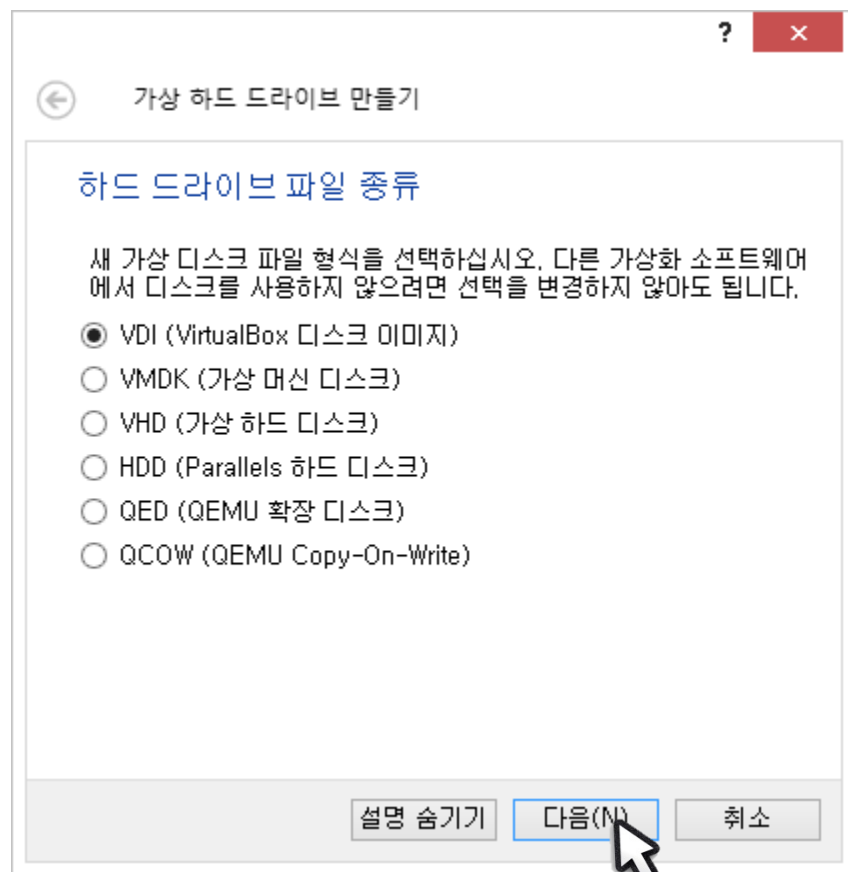 ?
가상 하드 드라이브 만들기
하드 드라이브 파일 종류
새 가상 디스크 파일 형식을 선택하십시오. 다른 가상화 소프트웨어
에서 디스크를 사용하지 않으려면 선택을 변경하지 않아도 됩니다.
VDI (VirtualBox 디스크 이미지)
VMDK (가상 머신 디스크)
VHD (가상 하드 디스크)
HDD (Parallels 하드 디스크)
QED (QEMU 확장 디스크)
QCOW (QEMU Copy-On-Write)
설명 숨기기 다음(N) 취소